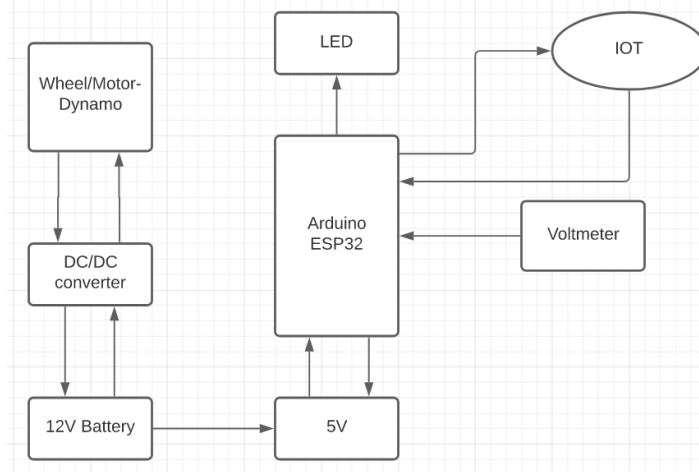 LED
IOT
Wheel/Motor-
Dynamo
Arduino
ESP32
Voltmeter
DC/DC
converter
12V Battery
5V